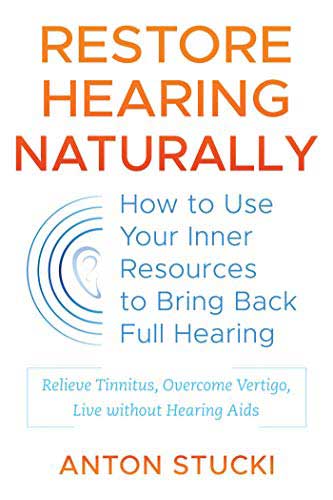 RESTORE
HEARING
NATURALLY
How to Use
Your Inner
Resources
to Bring Back
Full Hearing
Relieve Tinnitus, Overcome Vertigo,
Live without Hearing Aids
ANTON STUCKI